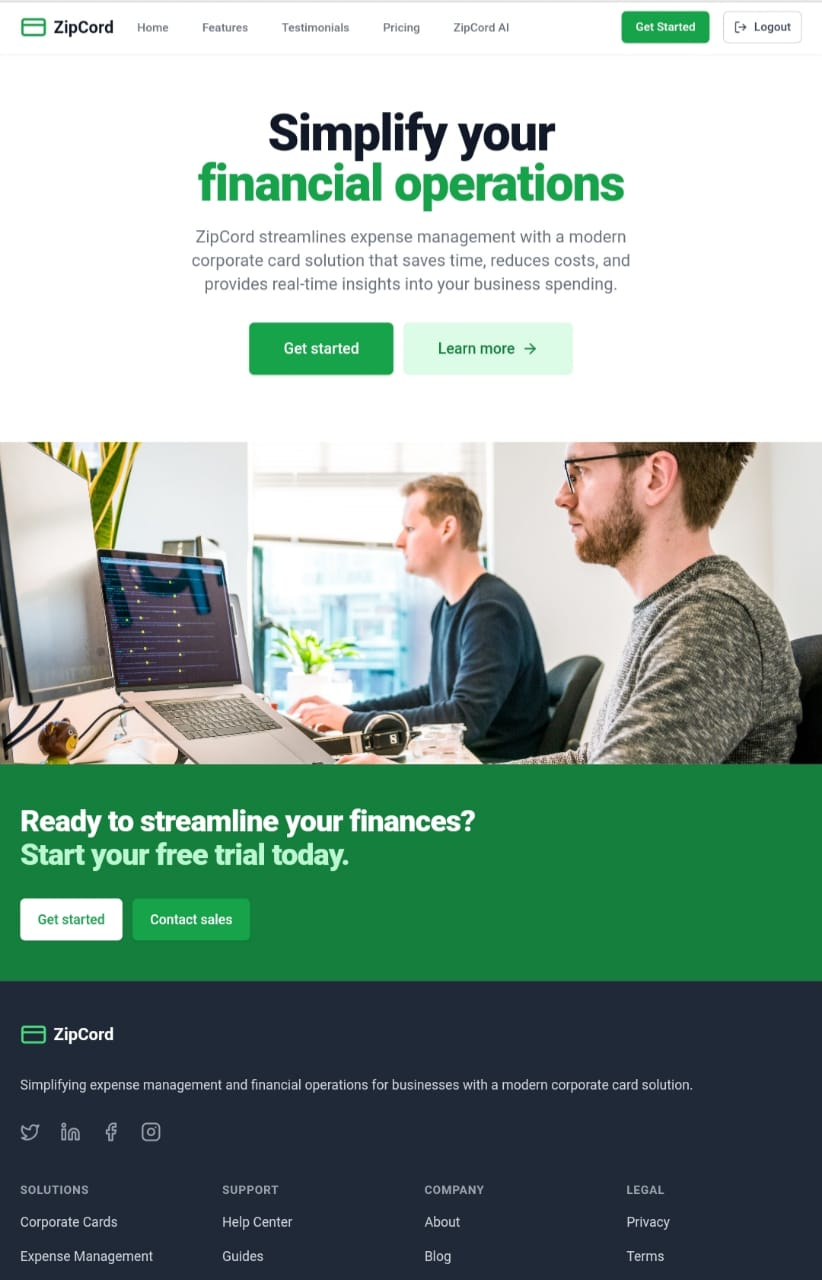 ZipCord Home Features Testimonials Pricing ZipCord AI Get Started Logout
Simplify your
financial operations
ZipCord streamlines expense management with a modern
corporate card solution that saves time, reduces costs, and
provides real-time insights into your business spending.
Get started Learn more →
Ready to streamline your finances?
Start your free trial today.
Get started Contact sales
ZipCord
Simplifying expense management and financial operations for businesses with a modern corporate card solution.
SOLUTIONS SUPPORT COMPANY LEGAL
Corporate Cards Help Center About Privacy
Expense Management Guides Blog Terms